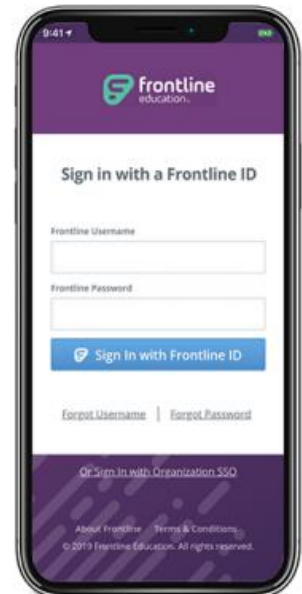 9:41
frontline
education™
Sign in with a Frontline ID
Frontline Username
Frontline Password
Sign In with Frontline ID
Forgot Username | Forgot Password
Or Sign In with Organization SSO
About Frontline Terms & Conditions
© 2019 Frontline Education. All rights reserved.